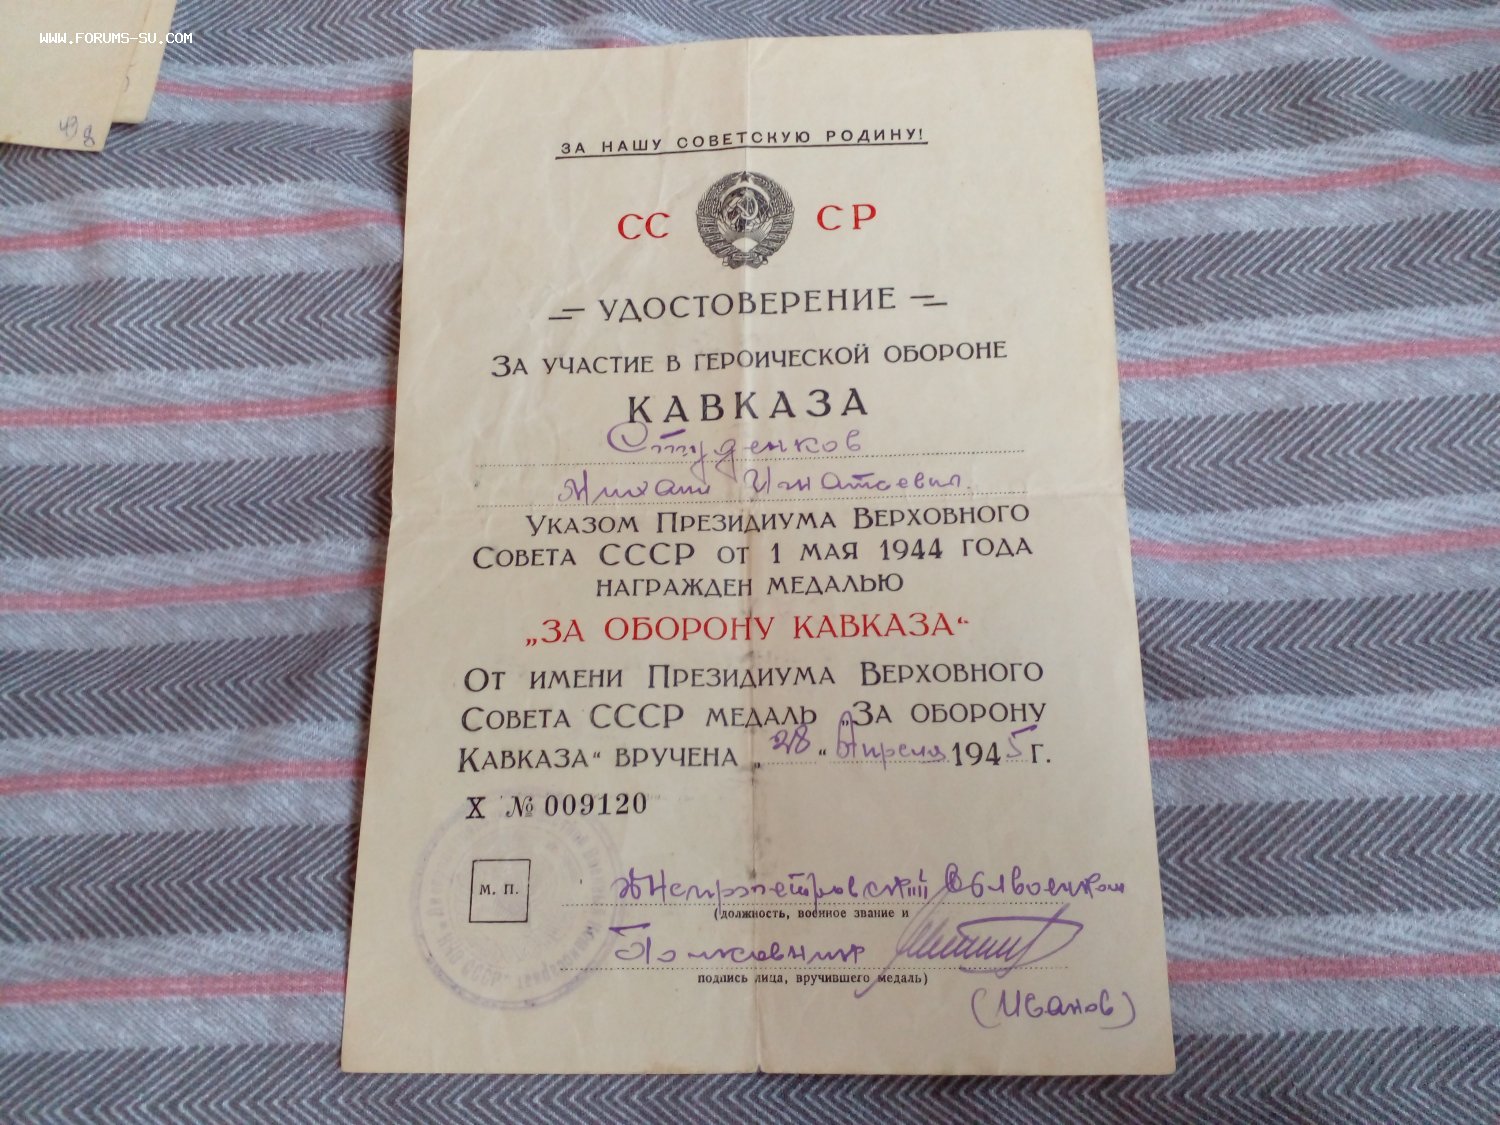 WWW.FORUMS-SU.COM
ЗА НАШУ СОВЕТСКУЮ РОДИНУ!
СС СР
УДОСТОВЕРЕНИЕ
ЗА УЧАСТИЕ В ГЕРОИЧЕСКОЙ ОБОРОНЕ
КАВКАЗА
Студенков
Михаил Игнатьевич
УКАЗОМ ПРЕЗИДИУМА ВЕРХОВНОГО
СОВЕТА СССР ОТ 1 МАЯ 1944 ГОДА
НАГРАЖДЕН МЕДАЛЬЮ
„ЗА ОБОРОНУ КАВКАЗА“
ОТ ИМЕНИ ПРЕЗИДИУМА ВЕРХОВНОГО
СОВЕТА СССР МЕДАЛЬ „ЗА ОБОРОНУ
КАВКАЗА“ ВРУЧЕНА „28“ Апреля 1945 г.
Х № 009120
М. П.
Днепропетровский Облвоенком
(должность, военное звание и
Полковник
подпись лица, вручившего медаль)
(Иванов)